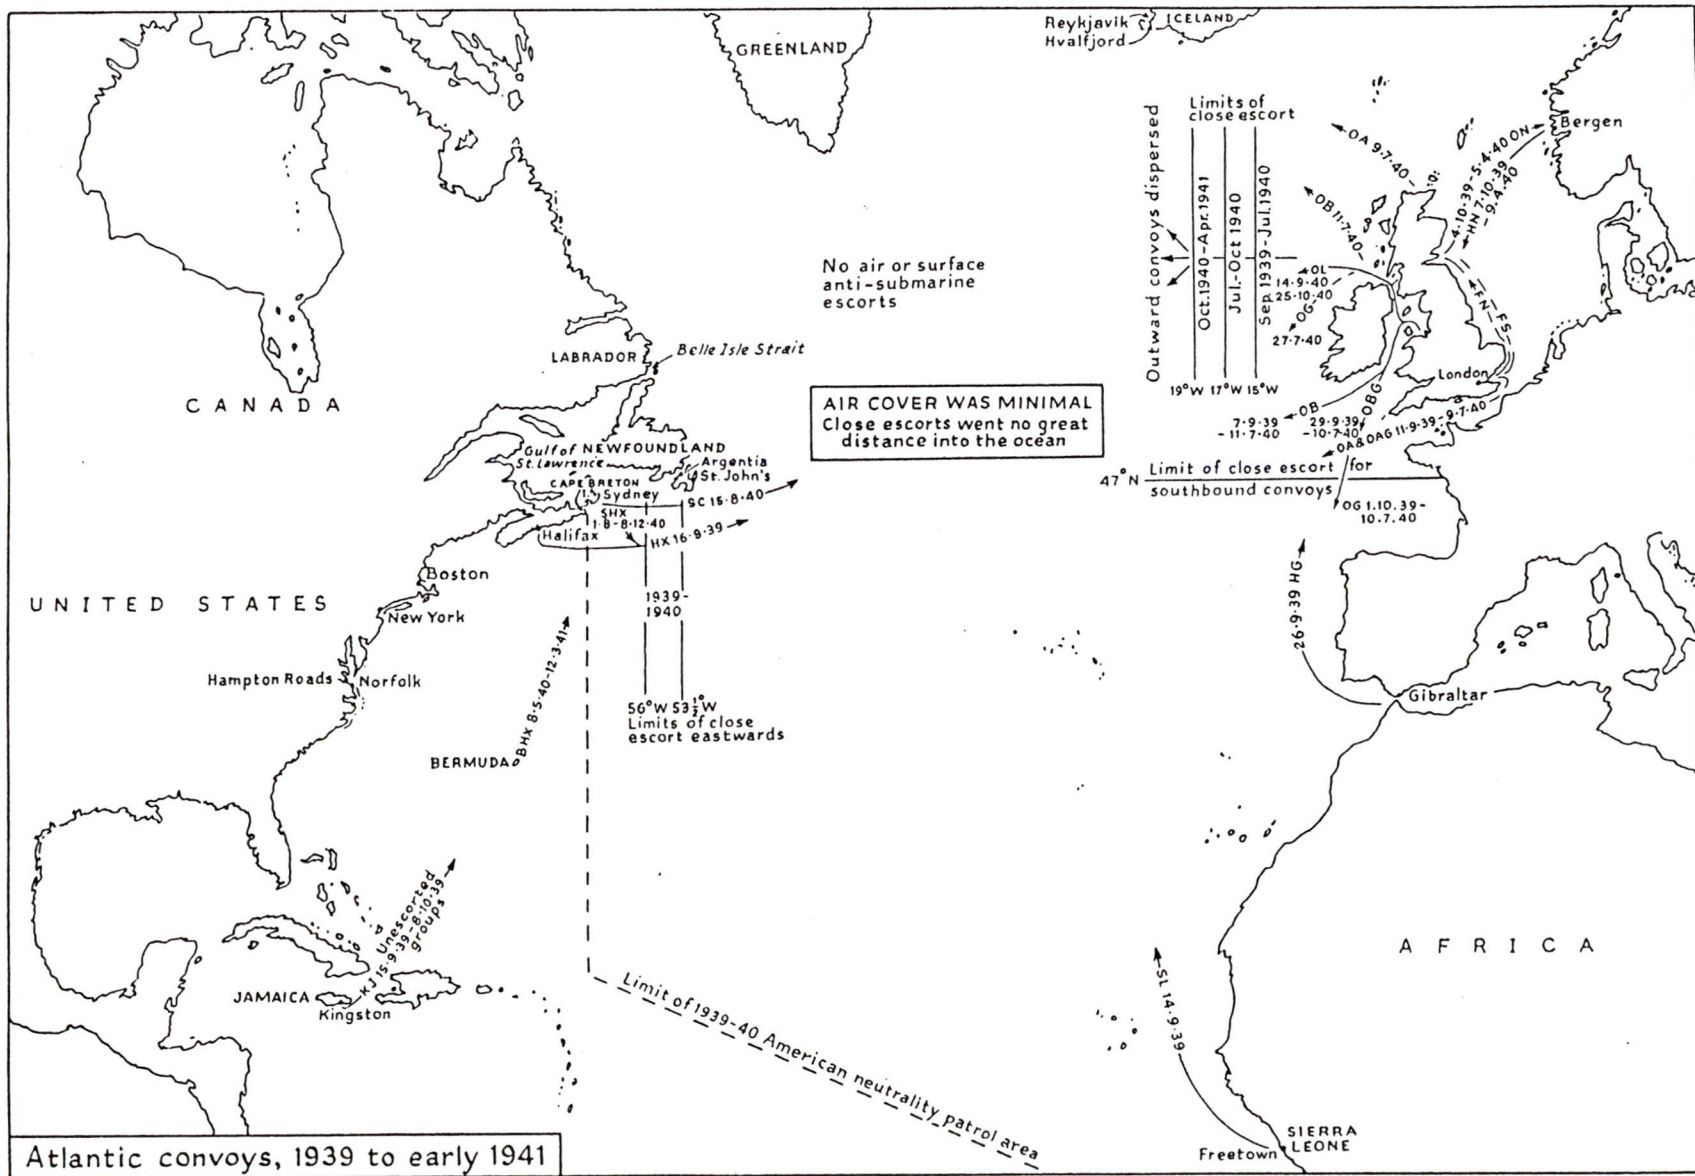 Reykjavik
ICELAND
Hvalfjord
GREENLAND
Limits of
close escort
Outward convoys dispersed
Oct.1940-Apr.1941
Jul.-Oct 1940
Sep.1939-Jul.1940
19°W 17°W 15°W
OA 9·7·40
OB 11·7·40
OL
14·9·40
25·10·40
OG
27·7·40
4·10·39-5·4·40 ON
HN 7·10·39
-9·4·40
Bergen
FN
FS
London
No air or surface
anti-submarine
escorts
LABRADOR
Belle Isle Strait
CANADA
AIR COVER WAS MINIMAL
Close escorts went no great
distance into the ocean
OB
7·9·39
-11·7·40
OBG
29·9·39
-10·7·40
OA&OAG 11·9·39-9·7·40
47°N
Limit of close escort for
southbound convoys
OG 1·10·39-
10·7·40
Gulf of
St. Lawrence
NEWFOUNDLAND
Argentia
St. John's
CAPE BRETON
I.
Sydney
SC 15·8·40
SHX
1·8-8·12·40
Halifax
HX 16·9·39
Boston
UNITED STATES
New York
1939-
1940
26·9·39 HG
Hampton Roads
Norfolk
Gibraltar
56°W 53½°W
Limits of close
escort eastwards
BHX 8·5·40-12·3·41
BERMUDA
Unescorted
KJ 15·9·39-8·10·39
groups
JAMAICA
Kingston
AFRICA
Limit of 1939-40 American neutrality patrol area
SL 14·9·39
SIERRA
LEONE
Freetown
Atlantic convoys, 1939 to early 1941